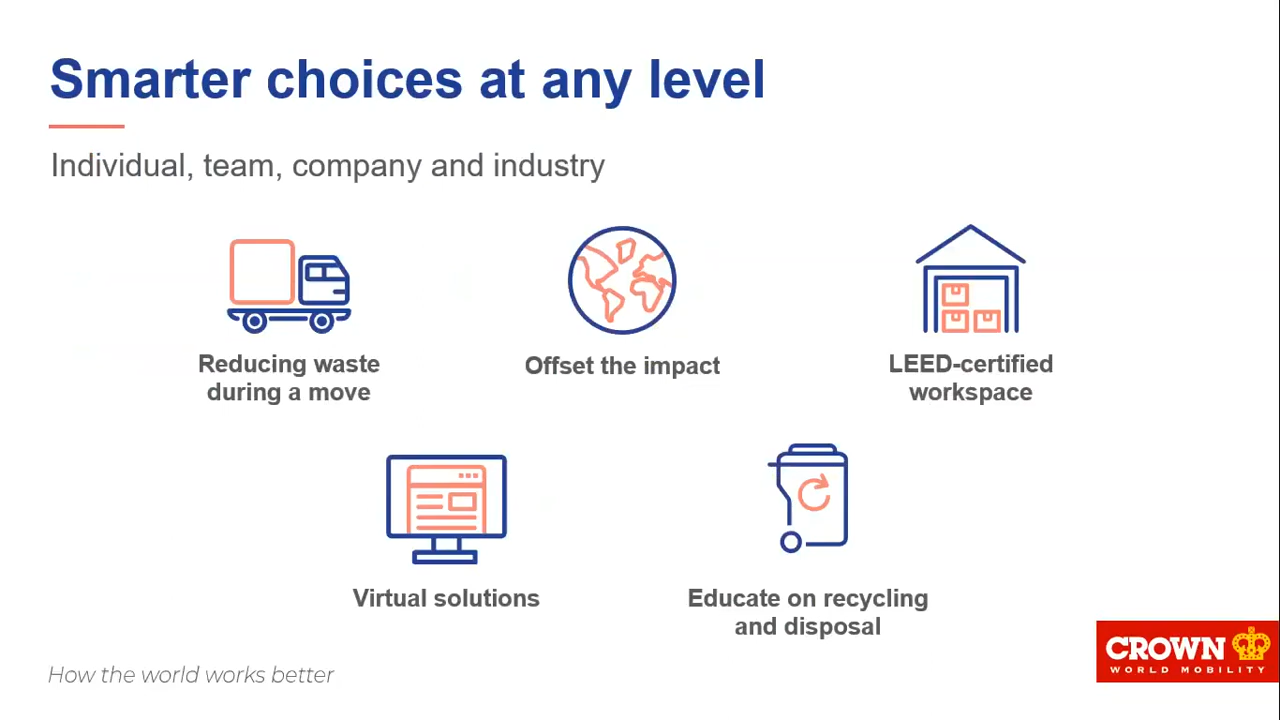 Smarter choices at any level
Individual, team, company and industry
Reducing waste
during a move
Offset the impact
LEED-certified
workspace
Virtual solutions
Educate on recycling
and disposal
How the world works better
CROWN
WORLD MOBILITY